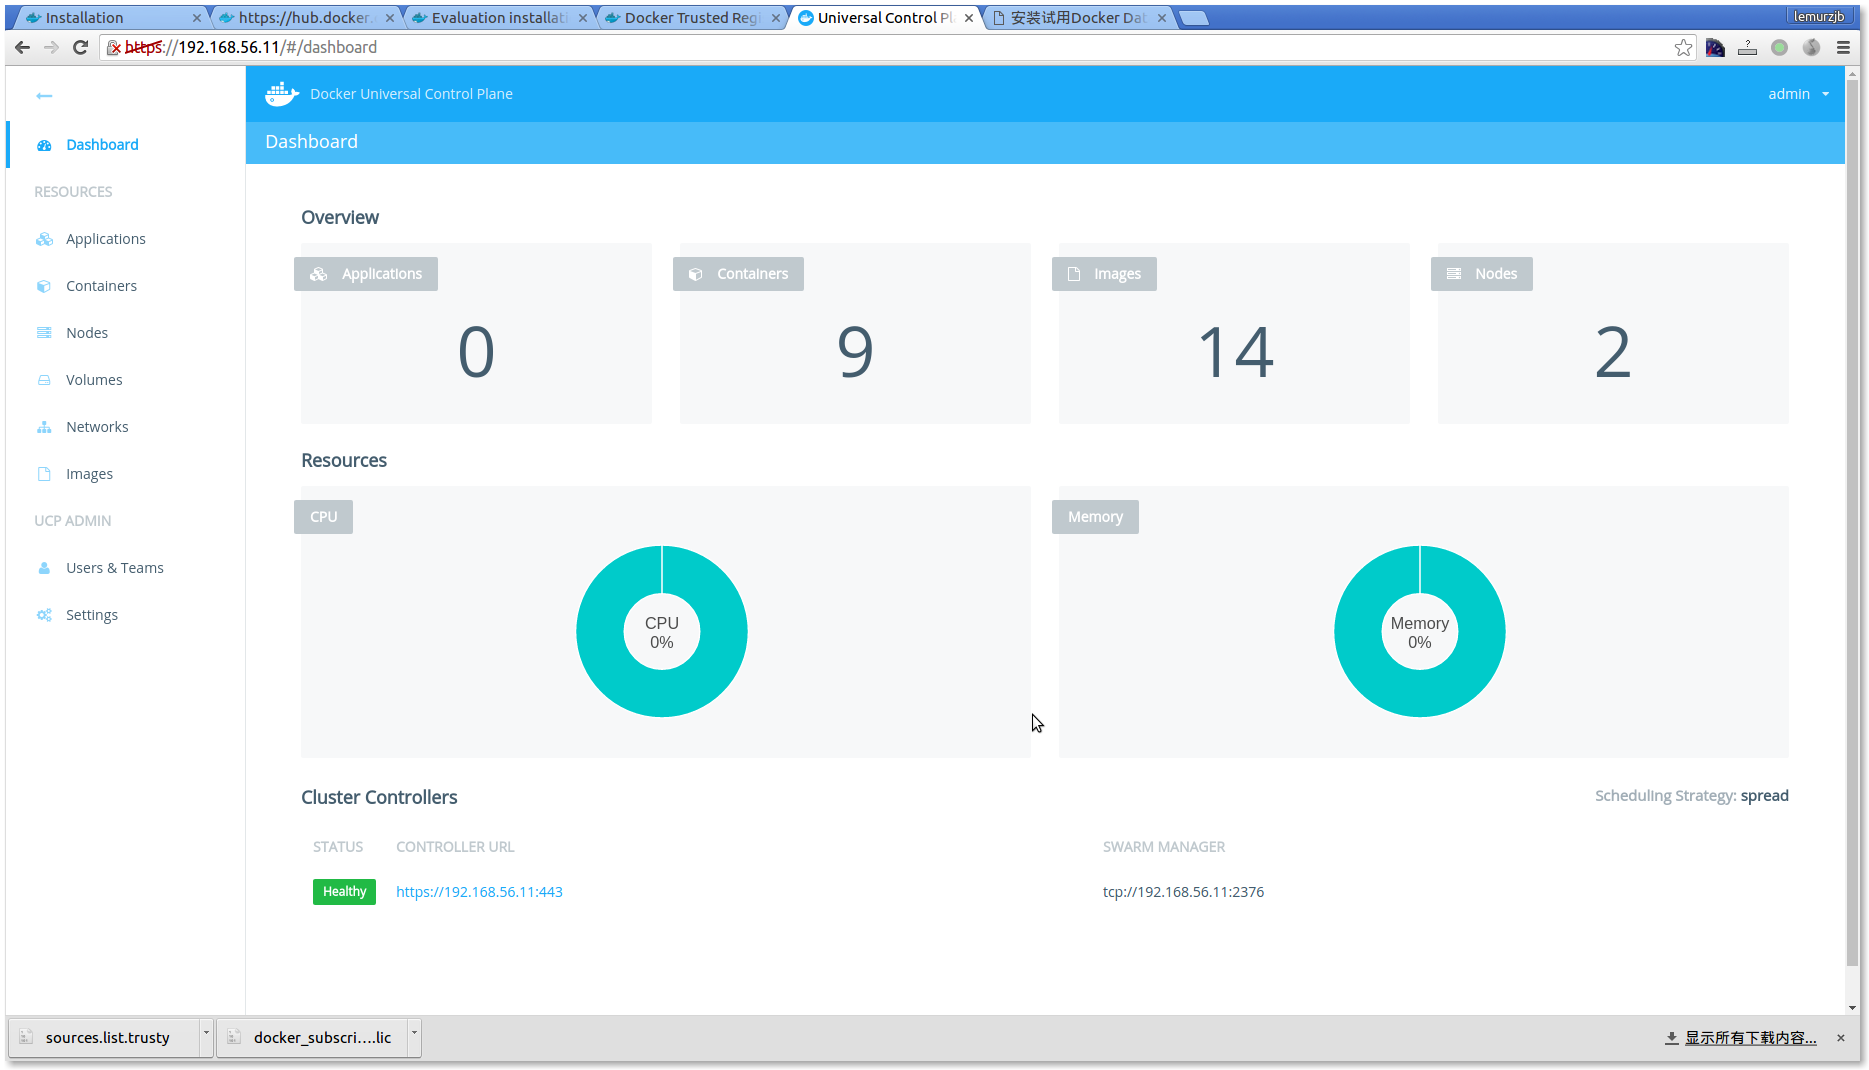 Installation
https://hub.docker.
Evaluation installati
Docker Trusted Regi
Universal Control Pl
安装试用Docker Dat
lemurzjb
https://192.168.56.11/#/dashboard
Docker Universal Control Plane
admin
Dashboard
Dashboard
RESOURCES
Applications
Containers
Nodes
Volumes
Networks
Images
UCP ADMIN
Users & Teams
Settings
Overview
Applications
0
Containers
9
Images
14
Nodes
2
Resources
CPU
CPU
0%
Memory
Memory
0%
Cluster Controllers
Scheduling Strategy: spread
STATUS CONTROLLER URL SWARM MANAGER
Healthy https://192.168.56.11:443 tcp://192.168.56.11:2376
sources.list.trusty
docker_subscri....lic
显示所有下载内容...